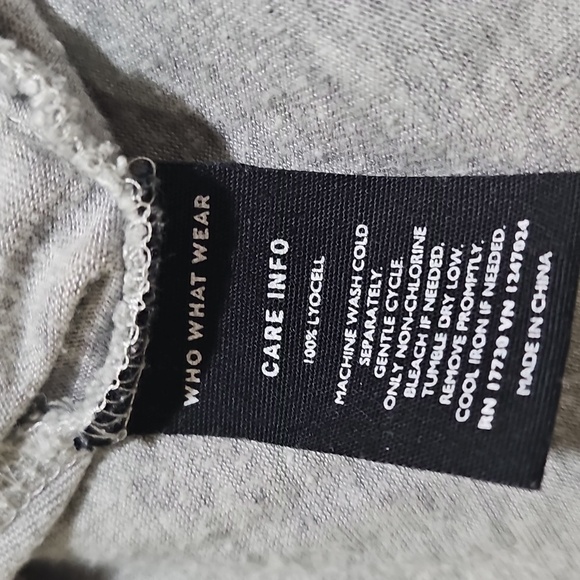 WHO WHAT WEAR
CARE INFO
100% LYOCELL
MACHINE WASH COLD
SEPARATELY.
GENTLE CYCLE.
ONLY NON-CHLORINE
BLEACH IF NEEDED.
TUMBLE DRY LOW.
REMOVE PROMPTLY.
COOL IRON IF NEEDED.
RN 17730 VN 1247024
MADE IN CHINA